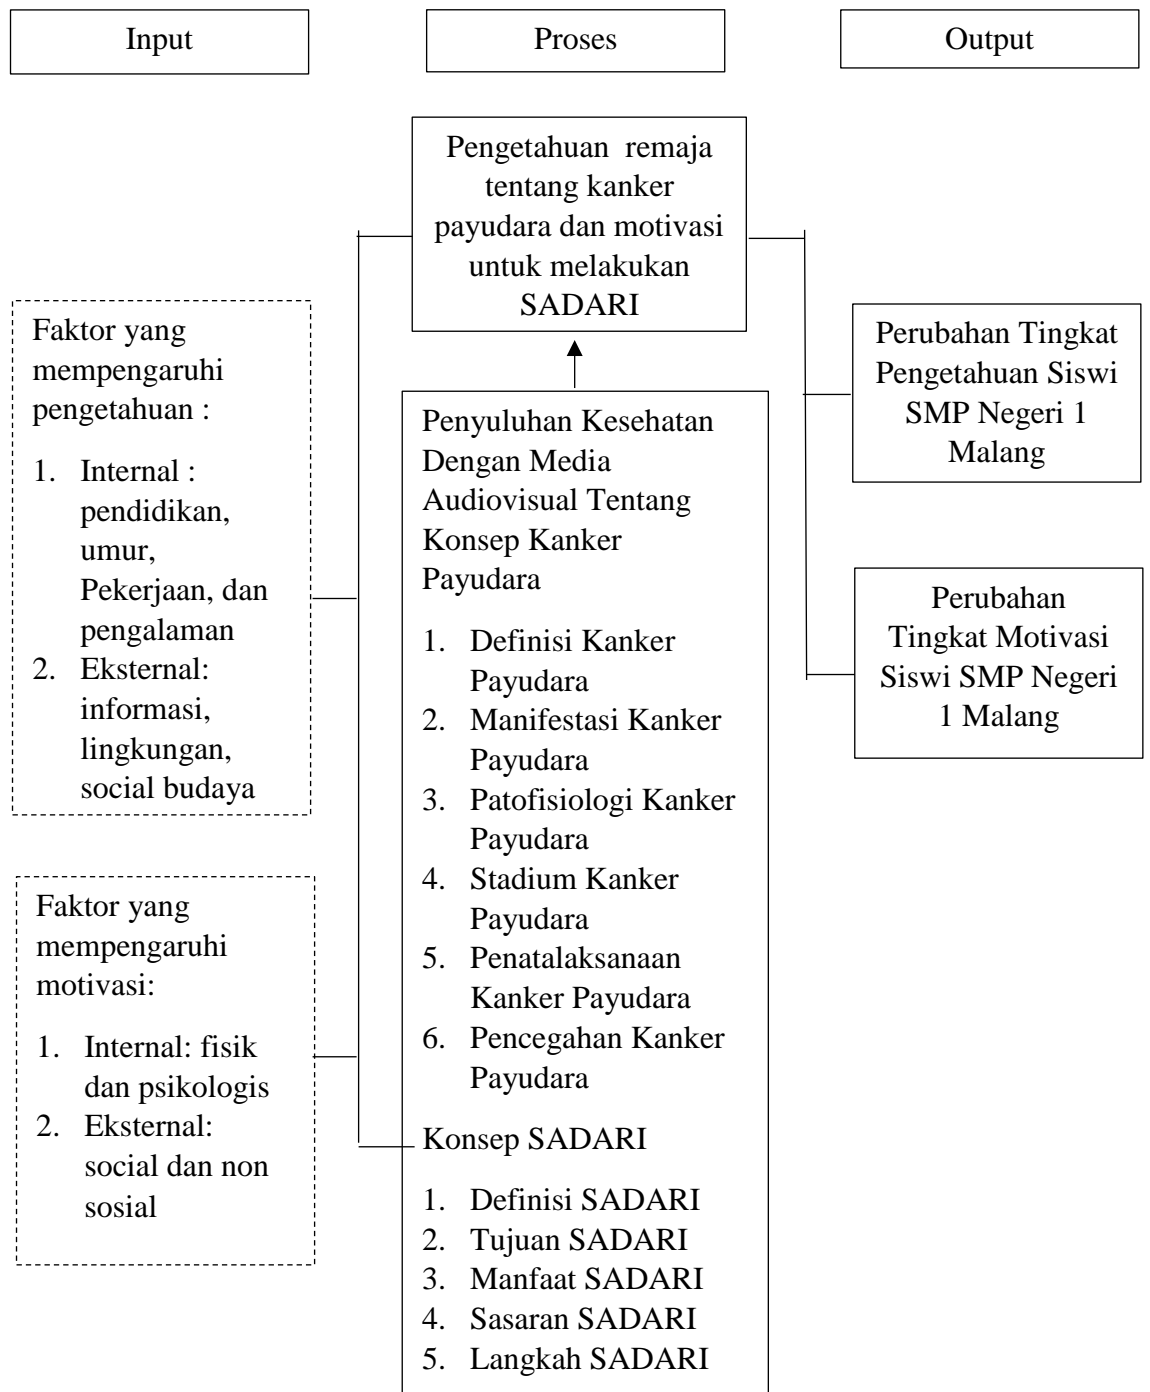 Input
Proses
Output
Pengetahuan remaja
tentang kanker
payudara dan motivasi
untuk melakukan
SADARI
Faktor yang
mempengaruhi
pengetahuan :
1. Internal :
pendidikan,
umur,
Pekerjaan, dan
pengalaman
2. Eksternal:
informasi,
lingkungan,
social budaya
Faktor yang
mempengaruhi
motivasi:
1. Internal: fisik
dan psikologis
2. Eksternal:
social dan non
sosial
Penyuluhan Kesehatan
Dengan Media
Audiovisual Tentang
Konsep Kanker
Payudara
1. Definisi Kanker
Payudara
2. Manifestasi Kanker
Payudara
3. Patofisiologi Kanker
Payudara
4. Stadium Kanker
Payudara
5. Penatalaksanaan
Kanker Payudara
6. Pencegahan Kanker
Payudara
Konsep SADARI
1. Definisi SADARI
2. Tujuan SADARI
3. Manfaat SADARI
4. Sasaran SADARI
5. Langkah SADARI
Perubahan Tingkat
Pengetahuan Siswi
SMP Negeri 1
Malang
Perubahan
Tingkat Motivasi
Siswi SMP Negeri
1 Malang